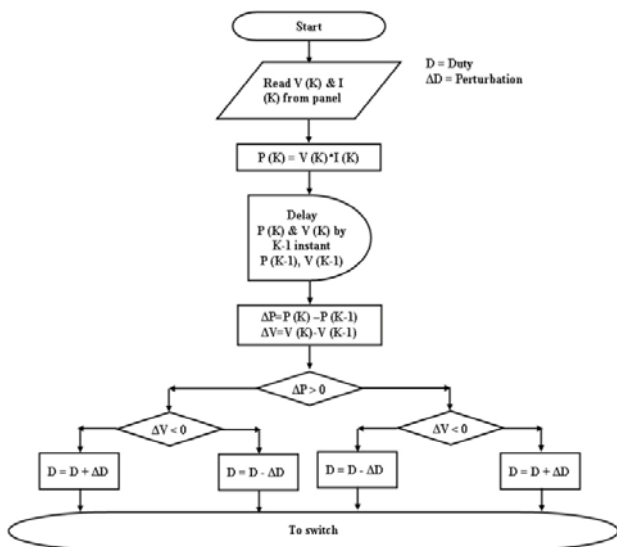 Start
D = Duty
ΔD = Perturbation
Read V (K) & I
(K) from panel
P (K) = V (K)*I (K)
Delay
P (K) & V (K) by
K-1 instant
P (K-1), V (K-1)
ΔP=P (K) –P (K-1)
ΔV=V (K)-V (K-1)
ΔP > 0
ΔV < 0
ΔV < 0
D = D + ΔD
D = D - ΔD
D = D - ΔD
D = D + ΔD
To switch